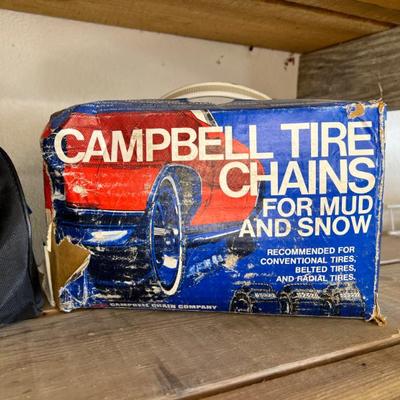 CAMPBELL TIRE
CHAINS
FOR MUD
AND SNOW
RECOMMENDED FOR
CONVENTIONAL TIRES,
BELTED TIRES,
AND RADIAL TIRES.
CAMPBELL CHAIN COMPANY